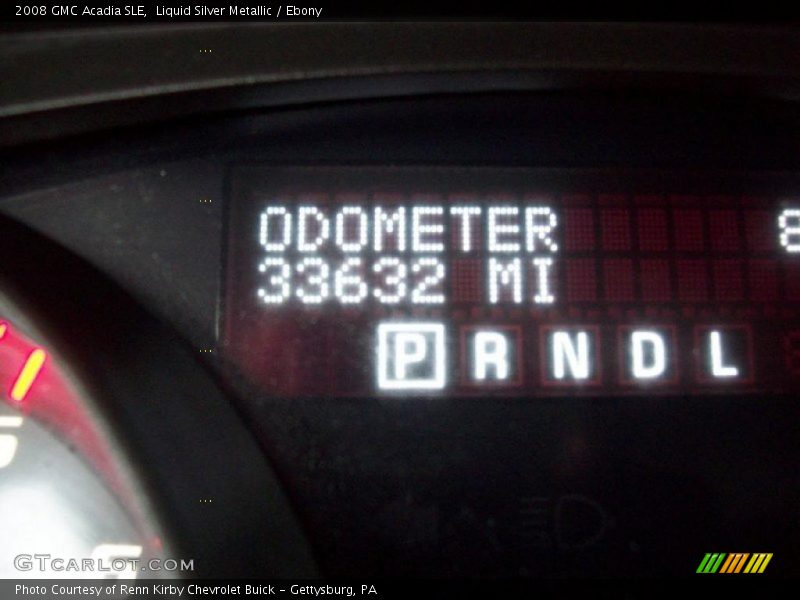 2008 GMC Acadia SLE,  Liquid Silver Metallic / Ebony
ODOMETER
33632 MI
P R N D L
GTCARLOT.COM
Photo Courtesy of Renn Kirby Chevrolet Buick - Gettysburg, PA